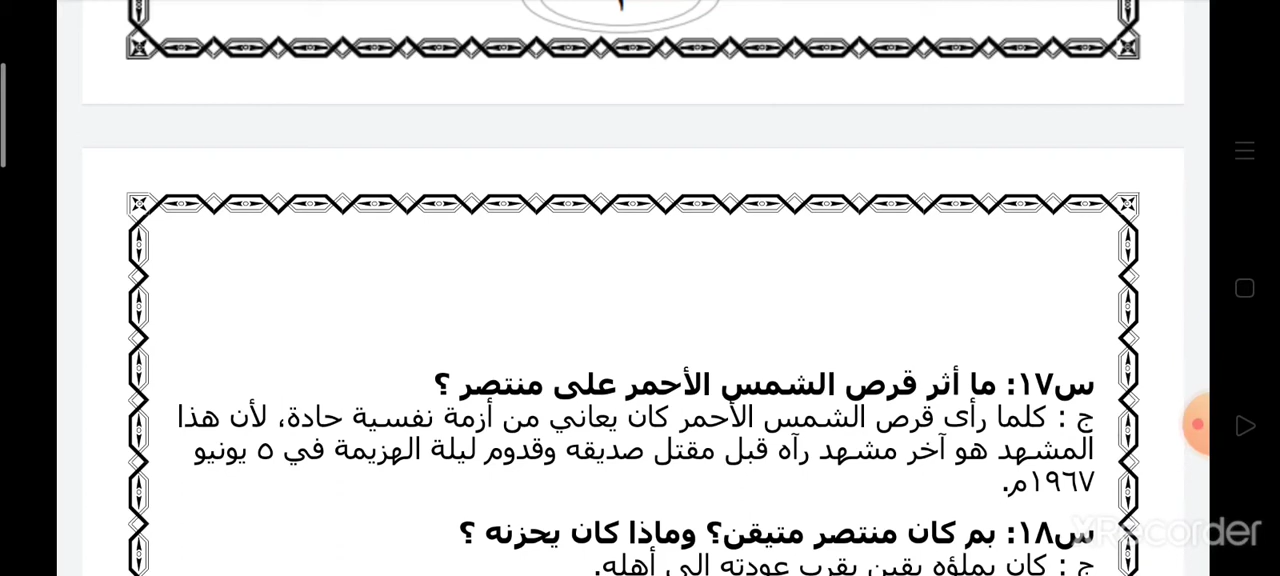 س١٧: ما أثر قرص الشمس الأحمر على منتصر ؟
ج : كلما رأى قرص الشمس الأحمر كان يعاني من أزمة نفسية حادة، لأن هذا
المشهد هو آخر مشهد رآه قبل مقتل صديقه وقدوم ليلة الهزيمة في ٥ يونيو
١٩٦٧م.
س١٨: بم كان منتصر متيقن؟ وماذا كان يحزنه ؟
ج : كان يملؤه يقين بقرب عودته إلى أهله.
XRecorder